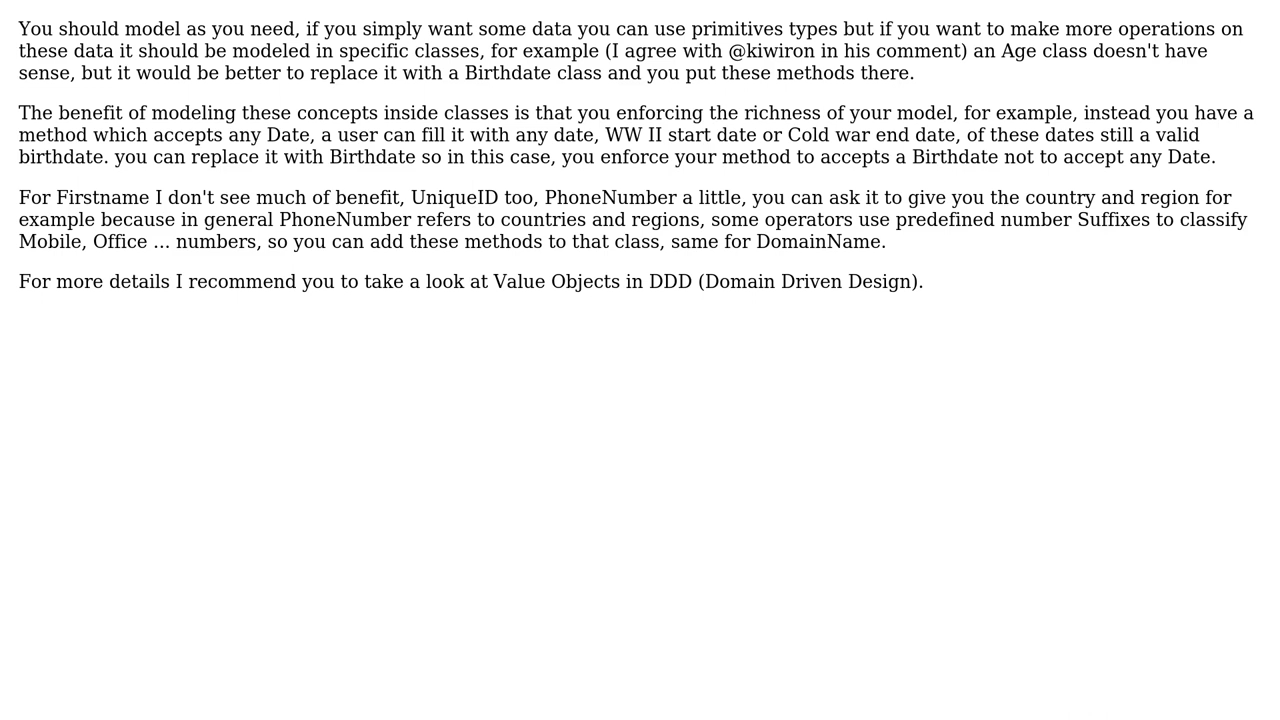 You should model as you need, if you simply want some data you can use primitives types but if you want to make more operations on
these data it should be modeled in specific classes, for example (I agree with @kiwiron in his comment) an Age class doesn't have
sense, but it would be better to replace it with a Birthdate class and you put these methods there.
The benefit of modeling these concepts inside classes is that you enforcing the richness of your model, for example, instead you have a
method which accepts any Date, a user can fill it with any date, WW II start date or Cold war end date, of these dates still a valid
birthdate. you can replace it with Birthdate so in this case, you enforce your method to accepts a Birthdate not to accept any Date.
For Firstname I don't see much of benefit, UniqueID too, PhoneNumber a little, you can ask it to give you the country and region for
example because in general PhoneNumber refers to countries and regions, some operators use predefined number Suffixes to classify
Mobile, Office ... numbers, so you can add these methods to that class, same for DomainName.
For more details I recommend you to take a look at Value Objects in DDD (Domain Driven Design).